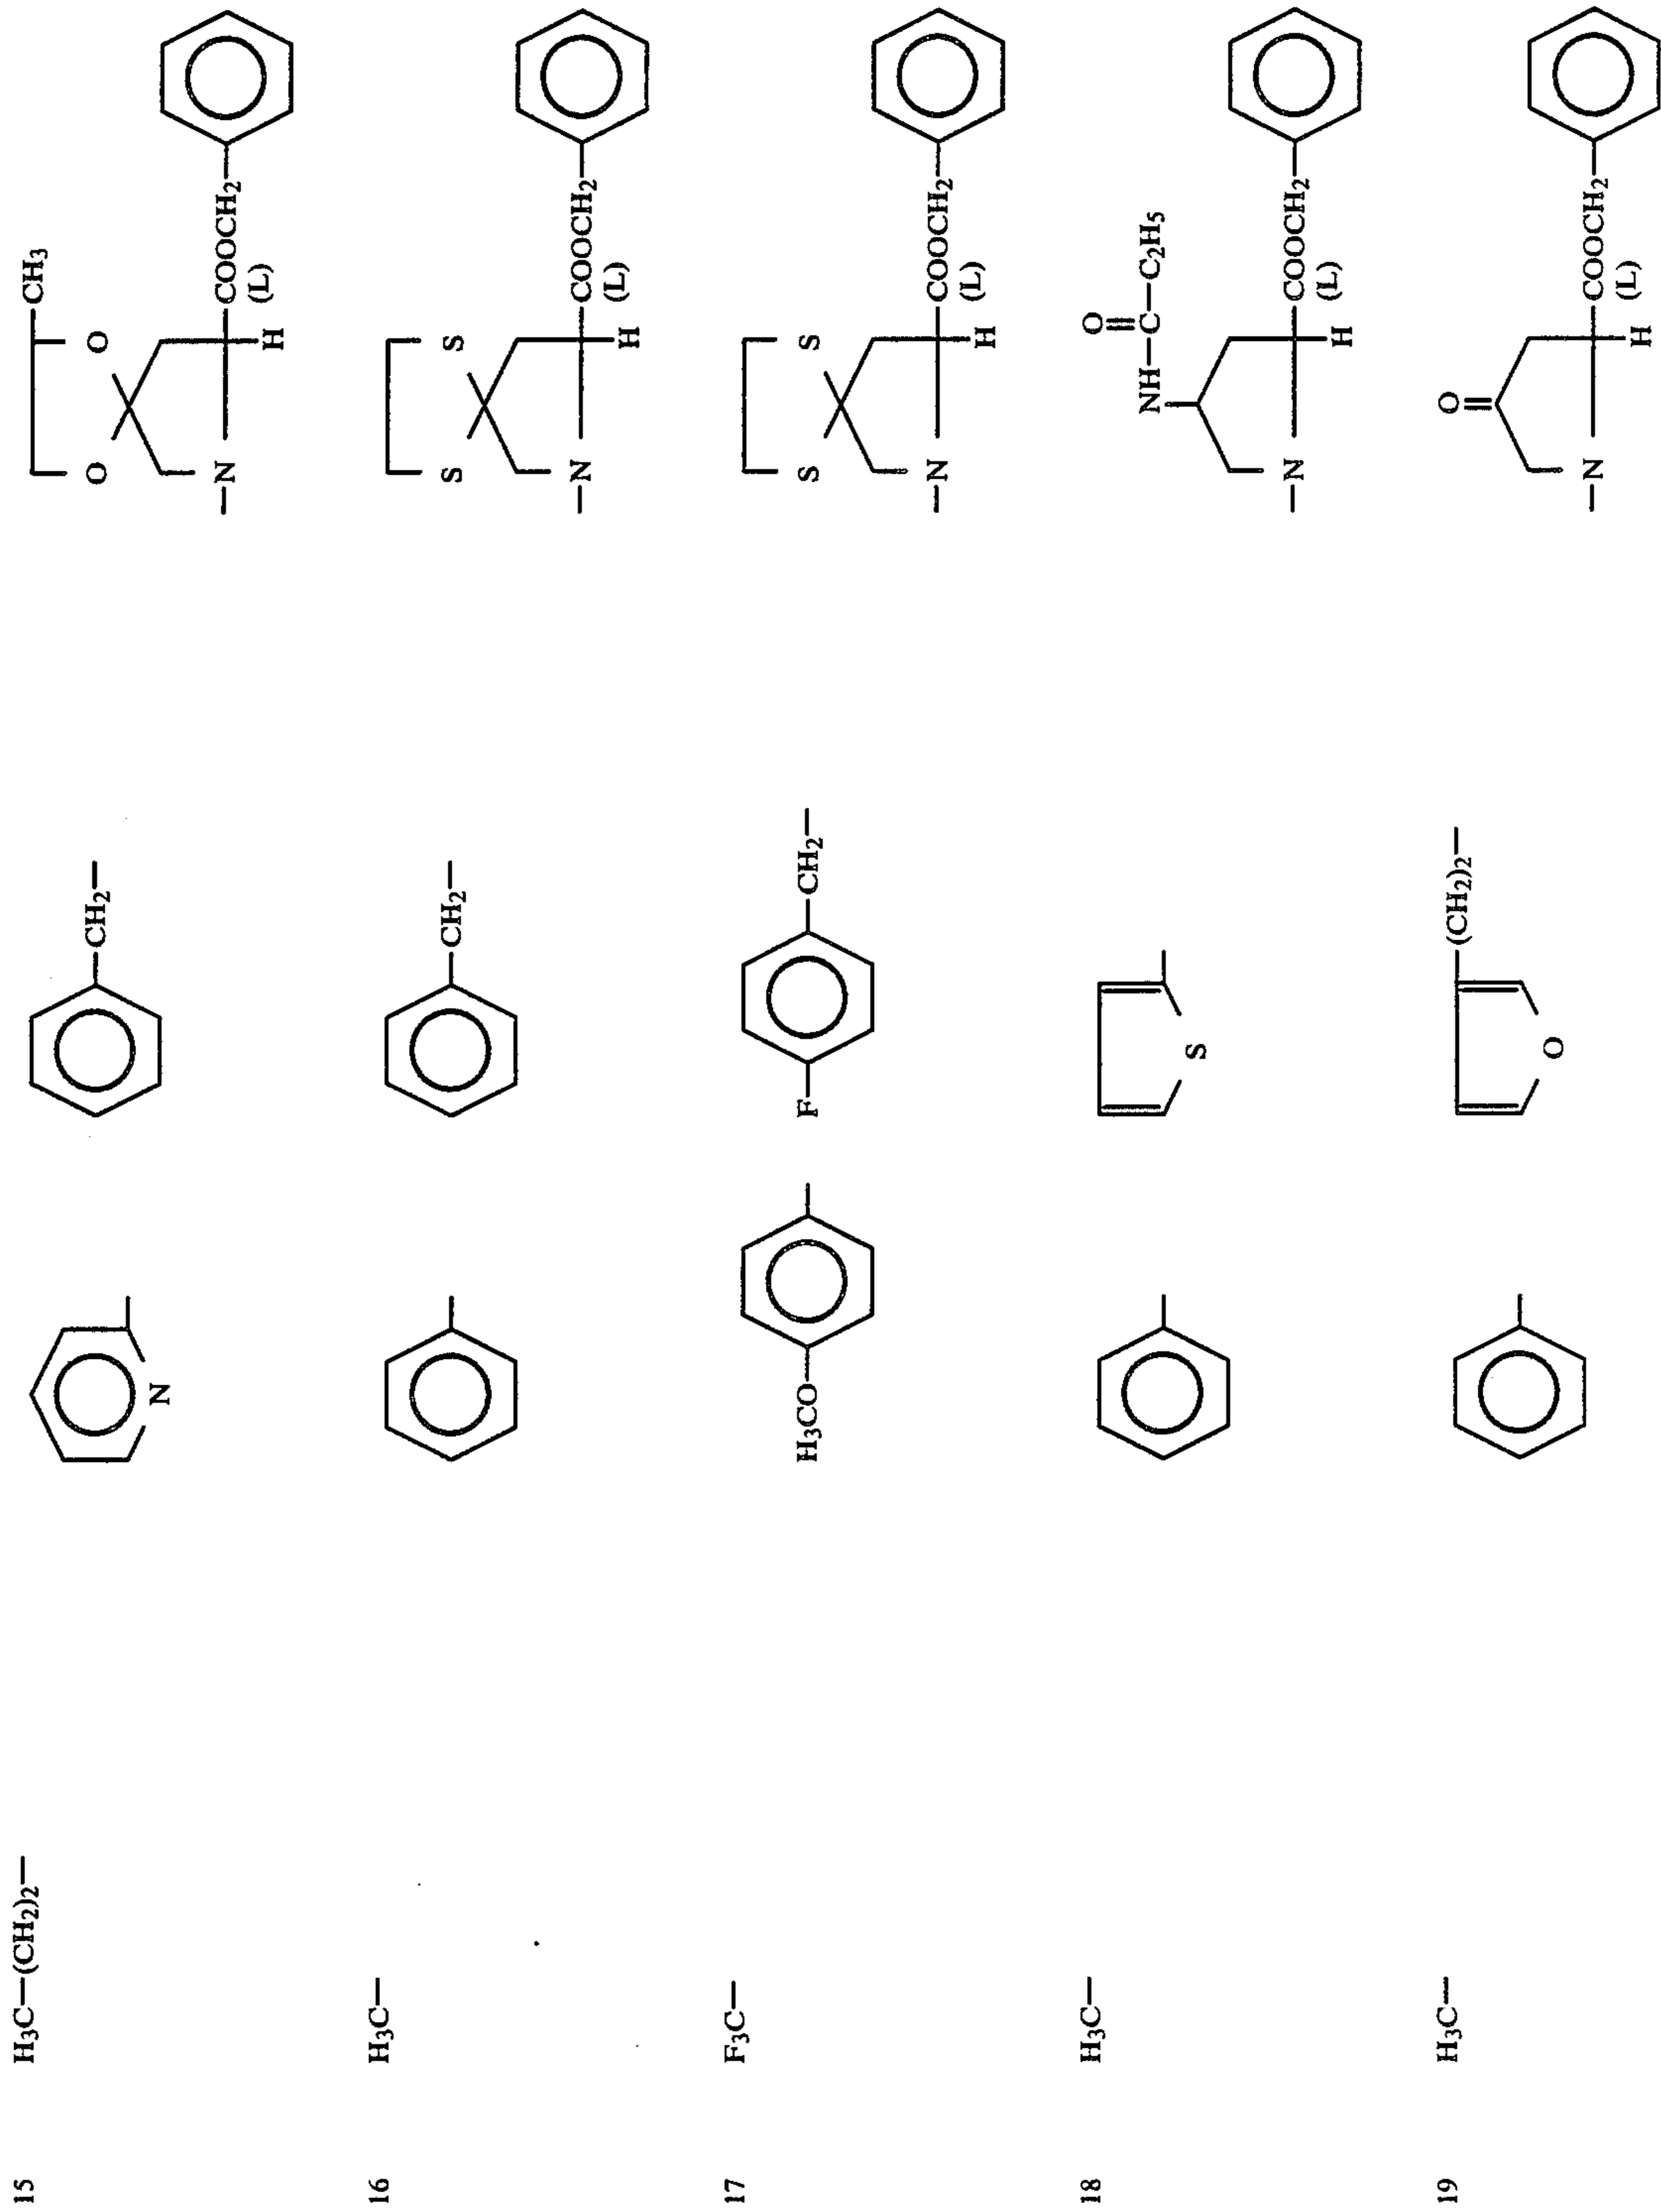 15 H3C—(CH2)2— CH3
CH2— O O
N
—N COOCH2—
(L)
H
16 H3C—
CH2— S S
—N COOCH2—
(L)
H
17 F3C—
H3CO F— CH2— S S
—N COOCH2—
(L)
H
18 H3C— O
NH—C—C2H5
S
—N COOCH2—
(L)
H
19 H3C— (CH2)2— O
O
—N COOCH2—
(L)
H